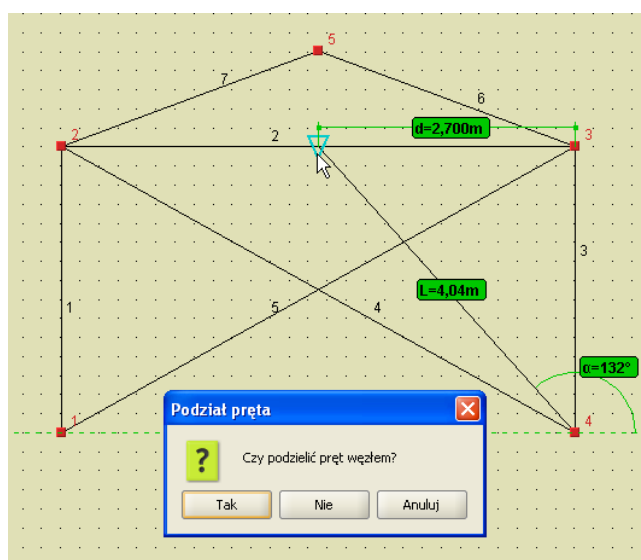 5
7
6
d=2,700m
2
2
3
3
L=4,04m
1
5
4
α=132°
1
4
Podział pręta
?
Czy podzielić pręt węzłem?
Tak Nie Anuluj